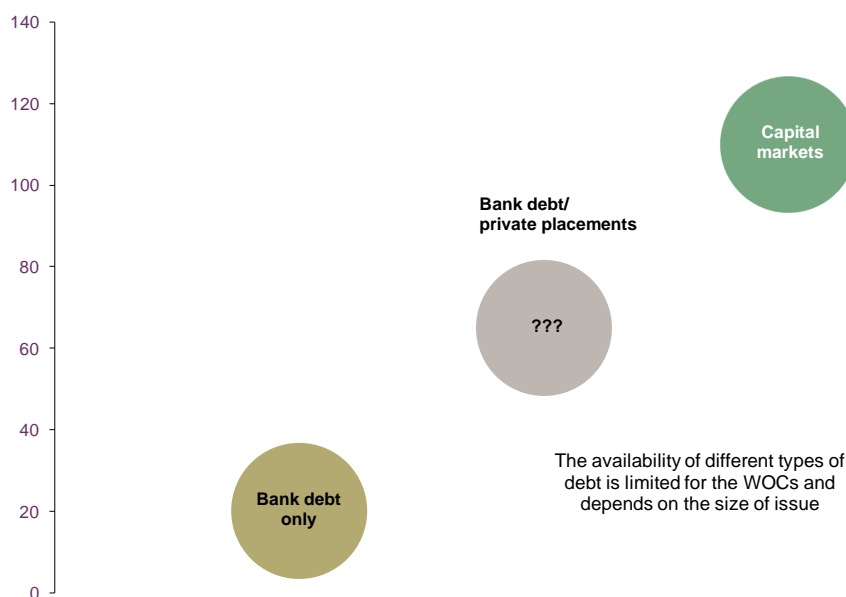 140
120
100
80
60
40
20
0
Capital
markets
Bank debt/
private placements
???
Bank debt
only
The availability of different types of
debt is limited for the WOCs and
depends on the size of issue